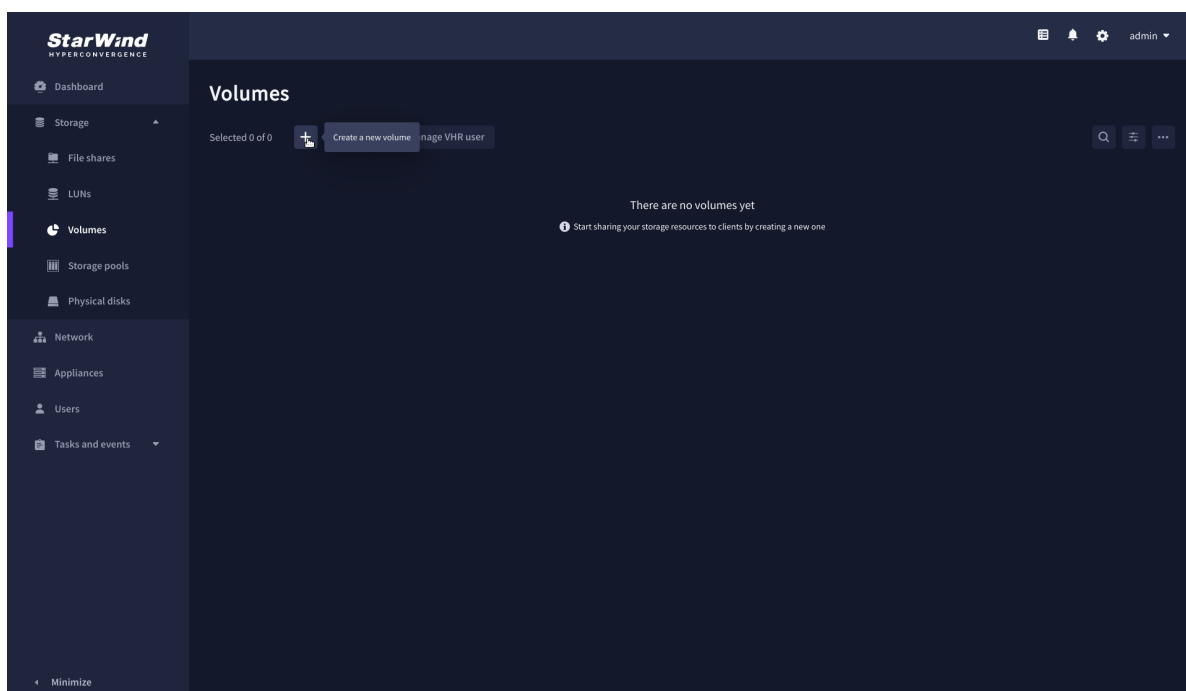 StarWind
HYPERCONVERGENCE
admin
Dashboard
Volumes
Storage
Selected 0 of 0
Create a new volume
nage VHR user
File shares
LUNs
There are no volumes yet
Start sharing your storage resources to clients by creating a new one
Volumes
Storage pools
Physical disks
Network
Appliances
Users
Tasks and events
Minimize